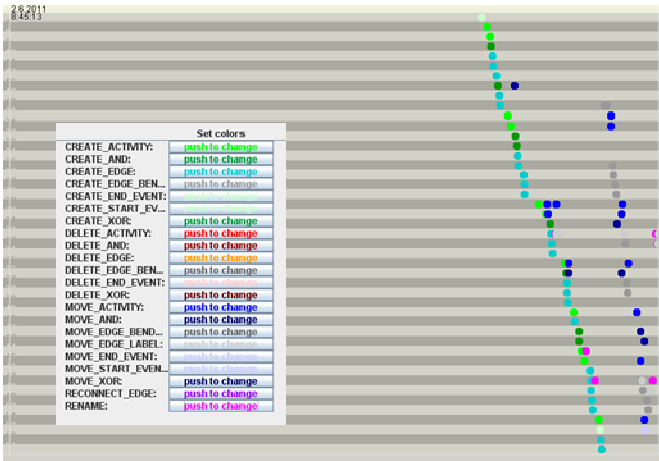 2.6.2011
8:45:13
Set colors
CREATE_ACTIVITY: push to change
CREATE_AND: push to change
CREATE_EDGE: push to change
CREATE_EDGE_BEN... push to change
CREATE_END_EVENT: push to change
CREATE_START_EV... push to change
CREATE_XOR: push to change
DELETE_ACTIVITY: push to change
DELETE_AND: push to change
DELETE_EDGE: push to change
DELETE_EDGE_BEN... push to change
DELETE_END_EVENT: push to change
DELETE_XOR: push to change
MOVE_ACTIVITY: push to change
MOVE_AND: push to change
MOVE_EDGE_BEND... push to change
MOVE_EDGE_LABEL: push to change
MOVE_END_EVENT: push to change
MOVE_START_EVEN... push to change
MOVE_XOR: push to change
RECONNECT_EDGE: push to change
RENAME: push to change